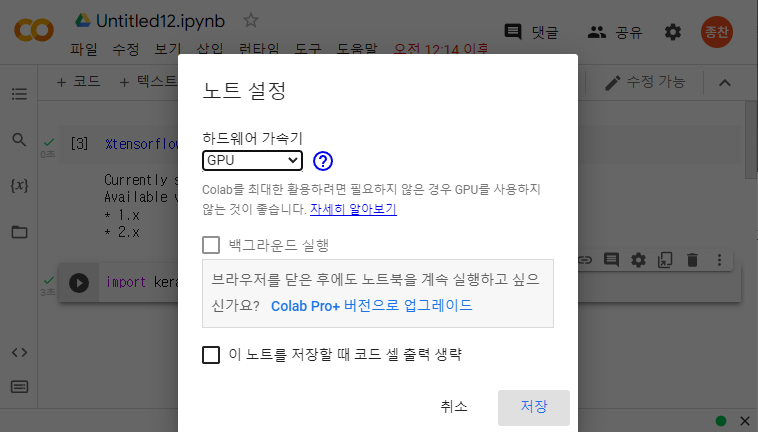 Untitled12.ipynb
댓글
공유
종찬
파일 수정 보기 삽입 런타임 도구 도움말 오전 12:14 이후
+ 코드 + 텍스트
수정 가능
노트 설정
[3] %tensorflow
0초
하드웨어 가속기
GPU
?
Currently s
Colab를 최대한 활용하려면 필요하지 않은 경우 GPU를 사용하지
Available v
않는 것이 좋습니다. 자세히 알아보기
* 1.x
* 2.x
{x}
백그라운드 실행
브라우저를 닫은 후에도 노트북을 계속 실행하고 싶으
import kera
3초
신가요? Colab Pro+ 버전으로 업그레이드
이 노트를 저장할 때 코드 셀 출력 생략
취소 저장